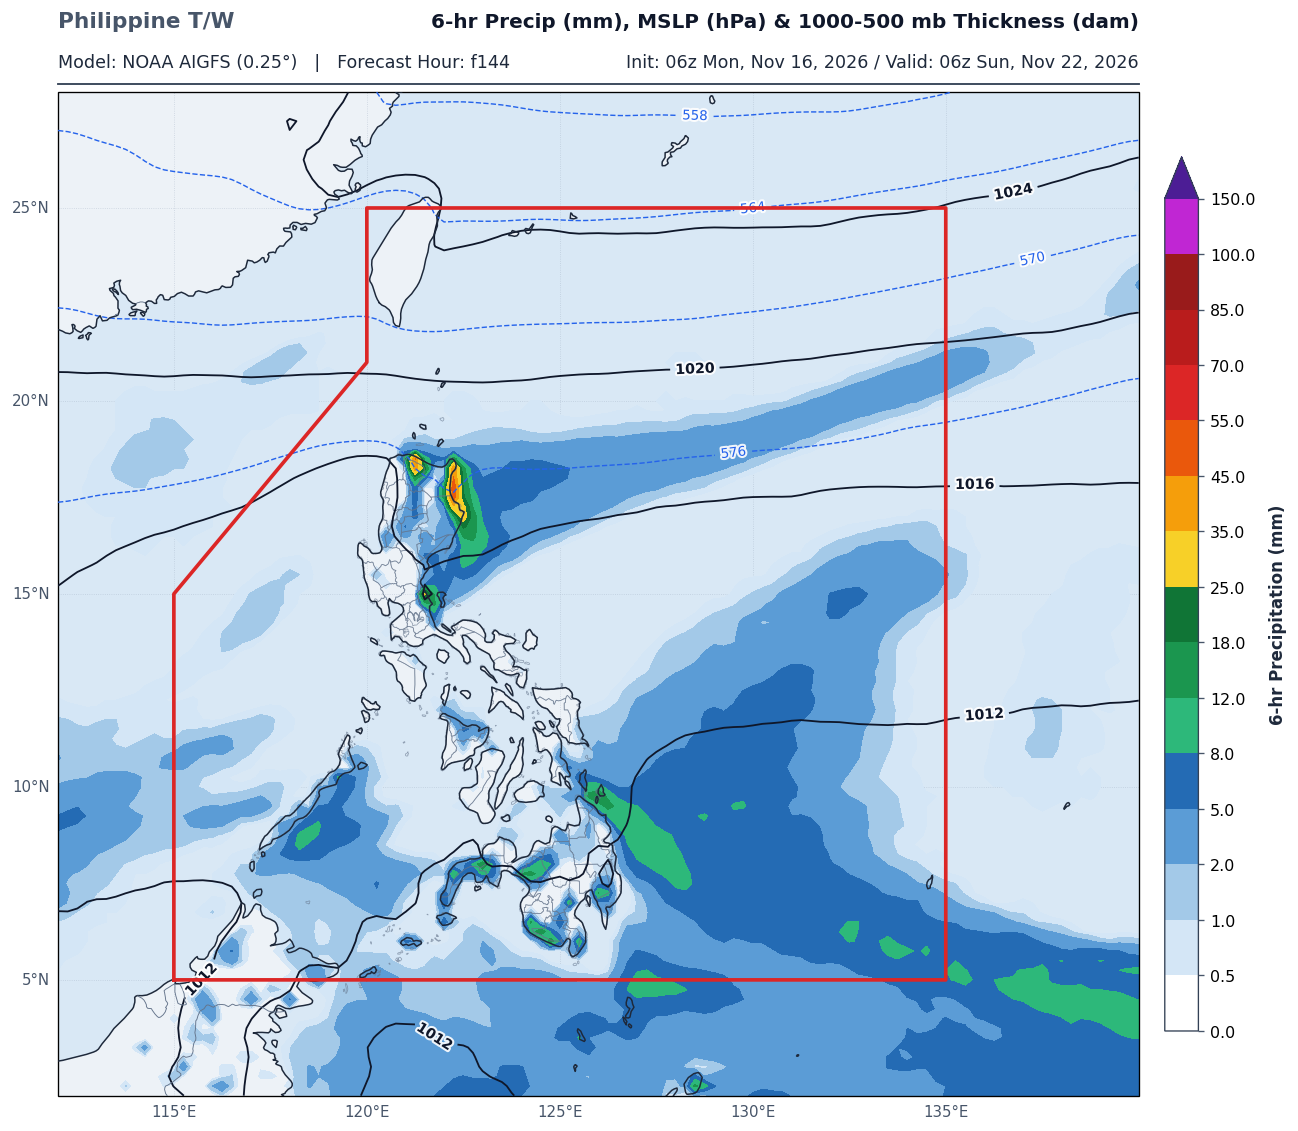 Philippine T/W
6-hr Precip (mm), MSLP (hPa) & 1000-500 mb Thickness (dam)
Model: NOAA AIGFS (0.25°) | Forecast Hour: f144
Init: 06z Mon, Nov 16, 2026 / Valid: 06z Sun, Nov 22, 2026
558
1024
564
570
1020
576
1016
1012
1012
1012
25°N
20°N
15°N
10°N
5°N
115°E
120°E
125°E
130°E
135°E
150.0
100.0
85.0
70.0
55.0
45.0
35.0
25.0
18.0
12.0
8.0
5.0
2.0
1.0
0.5
0.0
6-hr Precipitation (mm)